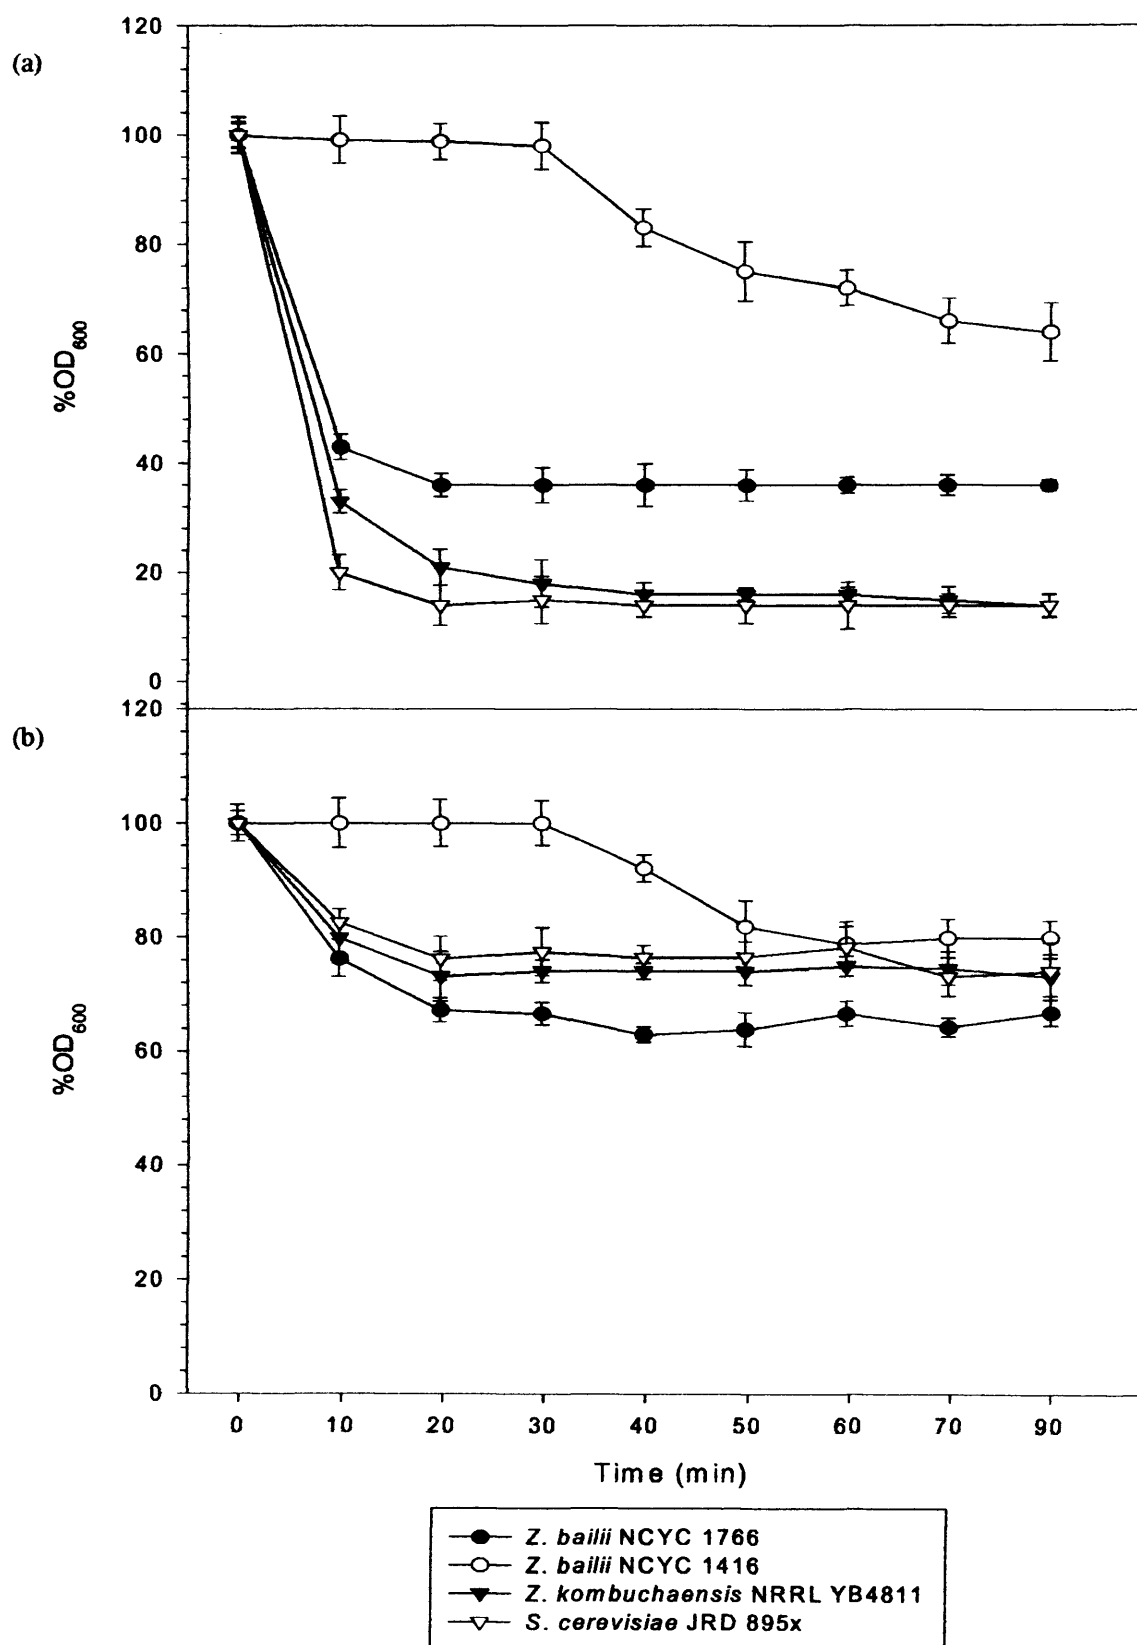 (a)
120
100
80
60
40
20
0
%OD600
(b)
120
100
80
60
40
20
0
%OD600
0 10 20 30 40 50 60 70 90
Time (min)
Z. bailii NCYC 1766
Z. bailii NCYC 1416
Z. kombuchaensis NRRL YB4811
S. cerevisiae JRD 895x